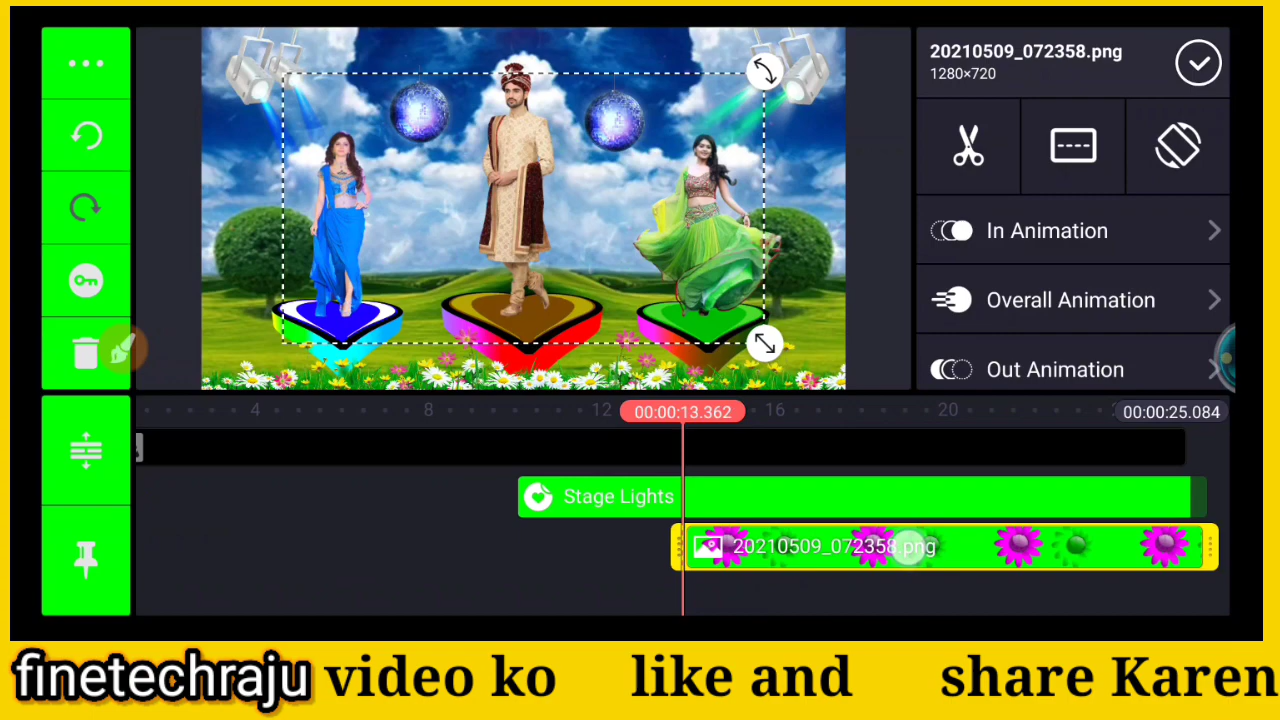 20210509_072358.png
1280×720
In Animation
Overall Animation
Out Animation
4 8 12 16 20
00:00:13.362
00:00:25.084
Stage Lights
20210509_072358.png
finetechraju video ko like and share Karen